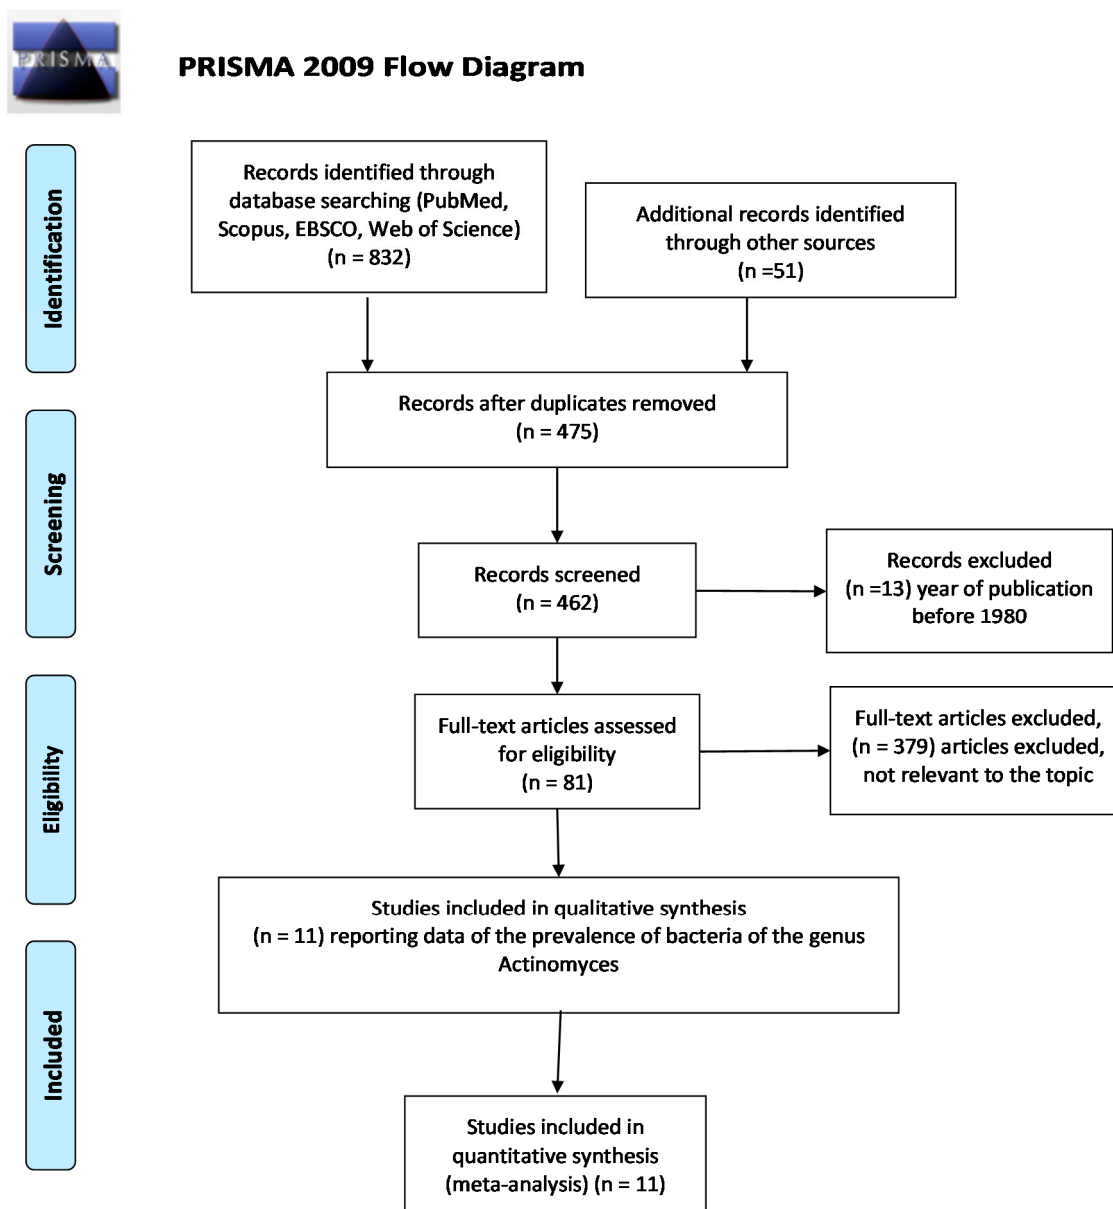 PRISMA
PRISMA 2009 Flow Diagram
Identification
Records identified through
database searching (PubMed,
Scopus, EBSCO, Web of Science)
(n = 832)
Additional records identified
through other sources
(n =51)
Records after duplicates removed
(n = 475)
Screening
Records screened
(n = 462)
Records excluded
(n =13) year of publication
before 1980
Eligibility
Full-text articles assessed
for eligibility
(n = 81)
Full-text articles excluded,
(n = 379) articles excluded,
not relevant to the topic
Studies included in qualitative synthesis
(n = 11) reporting data of the prevalence of bacteria of the genus
Actinomyces
Included
Studies included in
quantitative synthesis
(meta-analysis) (n = 11)